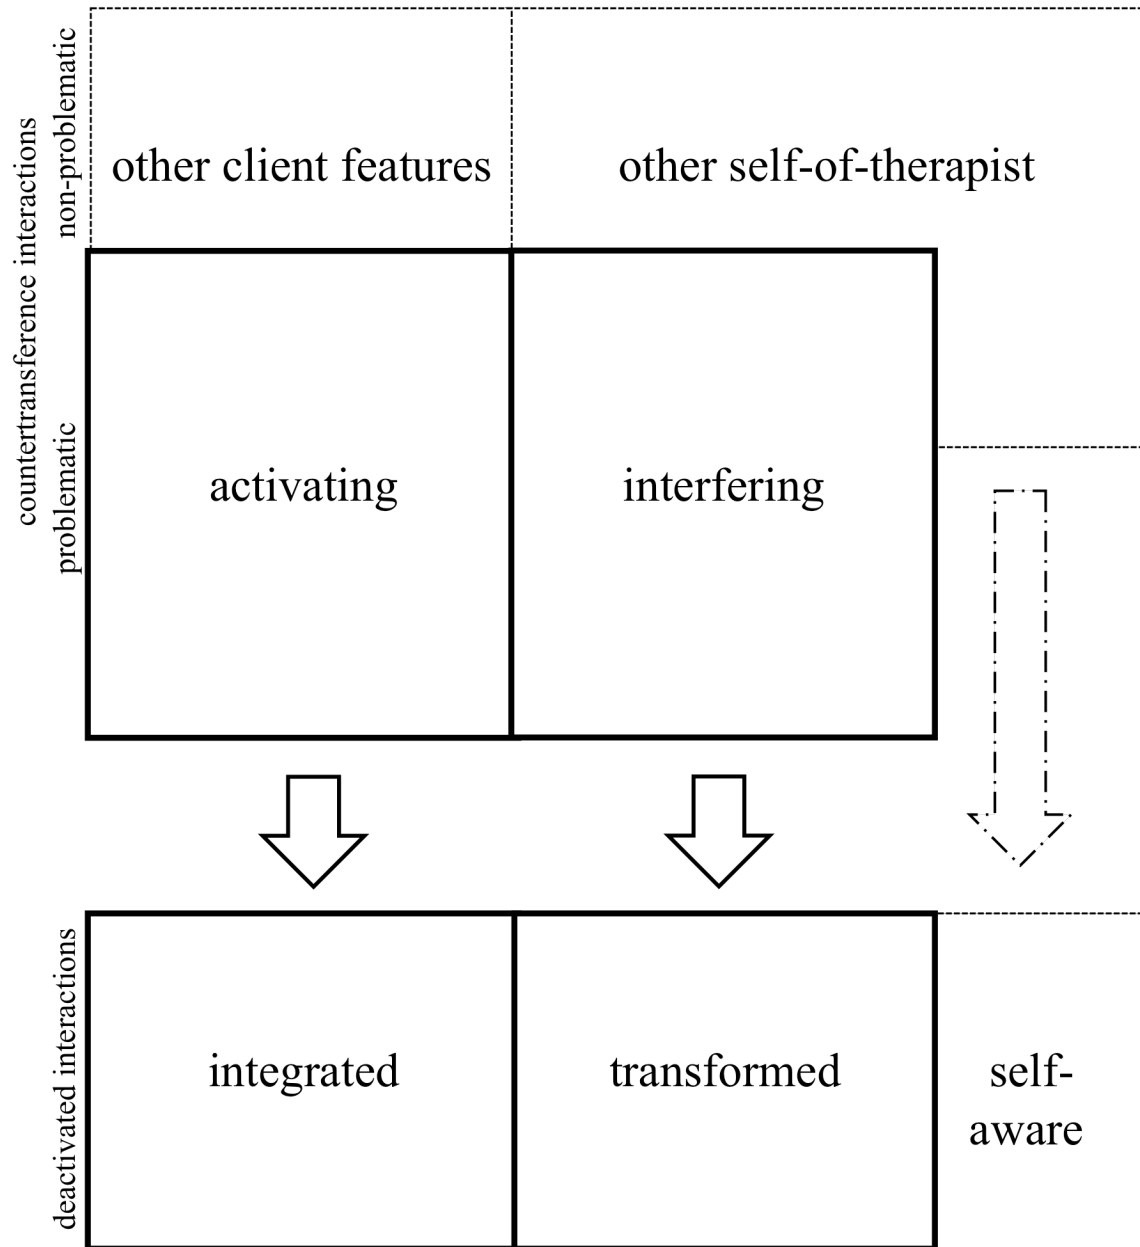 countertransference interactions
non-problematic
other client features
other self-of-therapist
problematic
activating
interfering
deactivated interactions
integrated
transformed
self-
aware